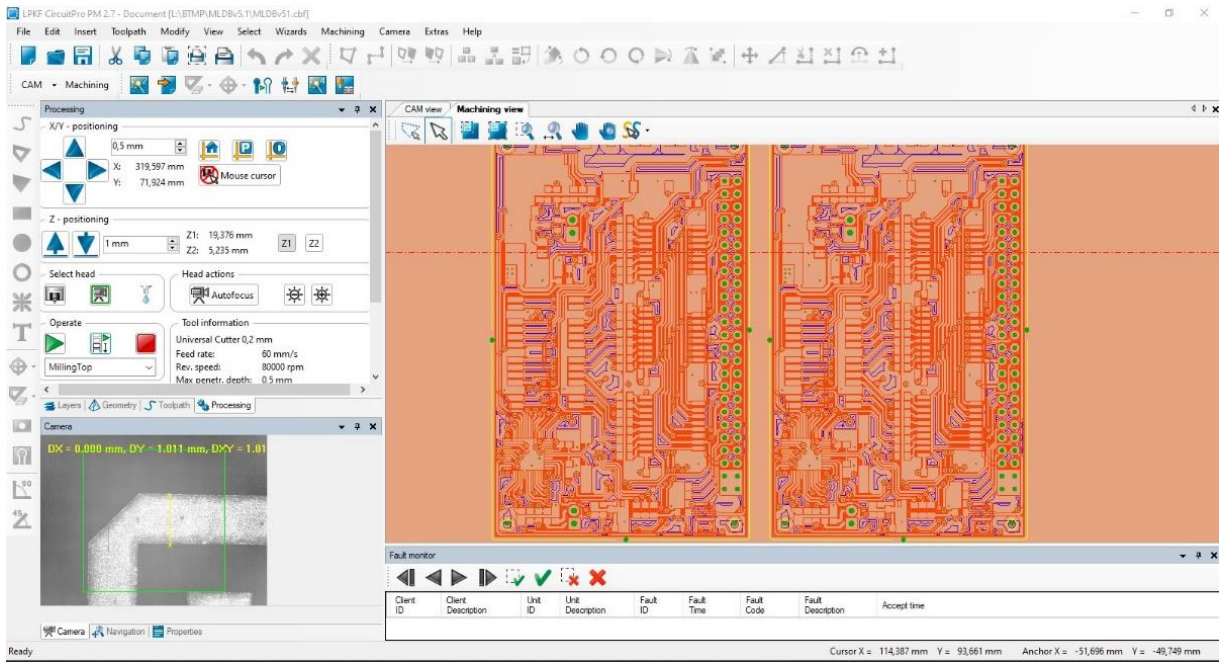 LPKF CircuitPro PM 2.7 - Document [L:\BTMP\MLDBv5.1\MLDBv51.cbf]
File Edit Insert Toolpath Modify View Select Wizards Machining Camera Extras Help
CAM Machining
Processing
X/Y - positioning
0,5 mm
X: 319,597 mm
Y: 71,924 mm
Mouse cursor
Z - positioning
1 mm
Z1: 19,376 mm
Z2: 5,235 mm
Z1 Z2
Select head
Head actions
Autofocus
Operate
MillingTop
Tool information
Universal Cutter 0,2 mm
Feed rate: 60 mm/s
Rev. speed: 80000 rpm
Max penetr. depth: 0.5 mm
Layers Geometry Toolpath Processing
Camera
DX = 0.000 mm, DY = 1.011 mm, DXY = 1.01
Camera Navigation Properties
CAM view Machining view
Fault monitor
Client ID
Client Description
Unit ID
Unit Description
Fault ID
Fault Time
Fault Code
Fault Description
Accept time
Ready
Cursor X = 114,387 mm Y = 93,661 mm Anchor X = -51,696 mm Y = -49,749 mm